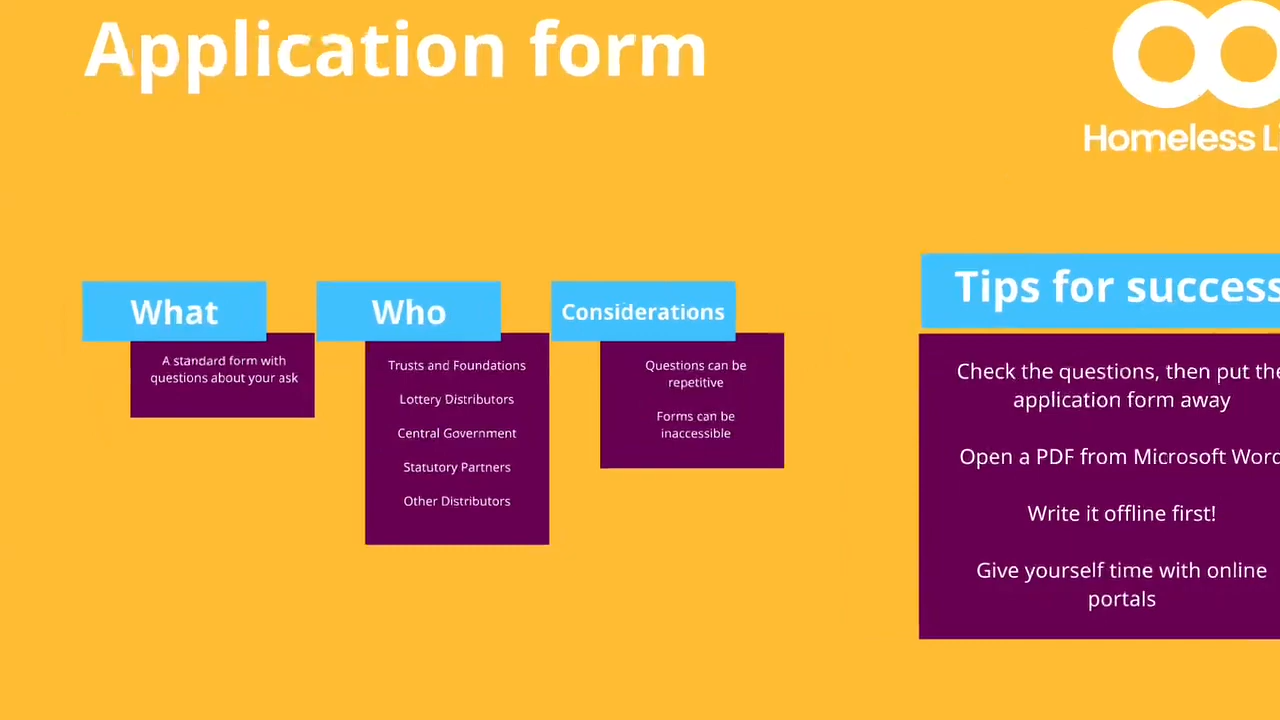 Application form
Homeless
What
A standard form with
questions about your ask
Who
Trusts and Foundations
Lottery Distributors
Central Government
Statutory Partners
Other Distributors
Considerations
Questions can be
repetitive
Forms can be
inaccessible
Tips for success
Check the questions, then put the
application form away
Open a PDF from Microsoft Word
Write it offline first!
Give yourself time with online
portals